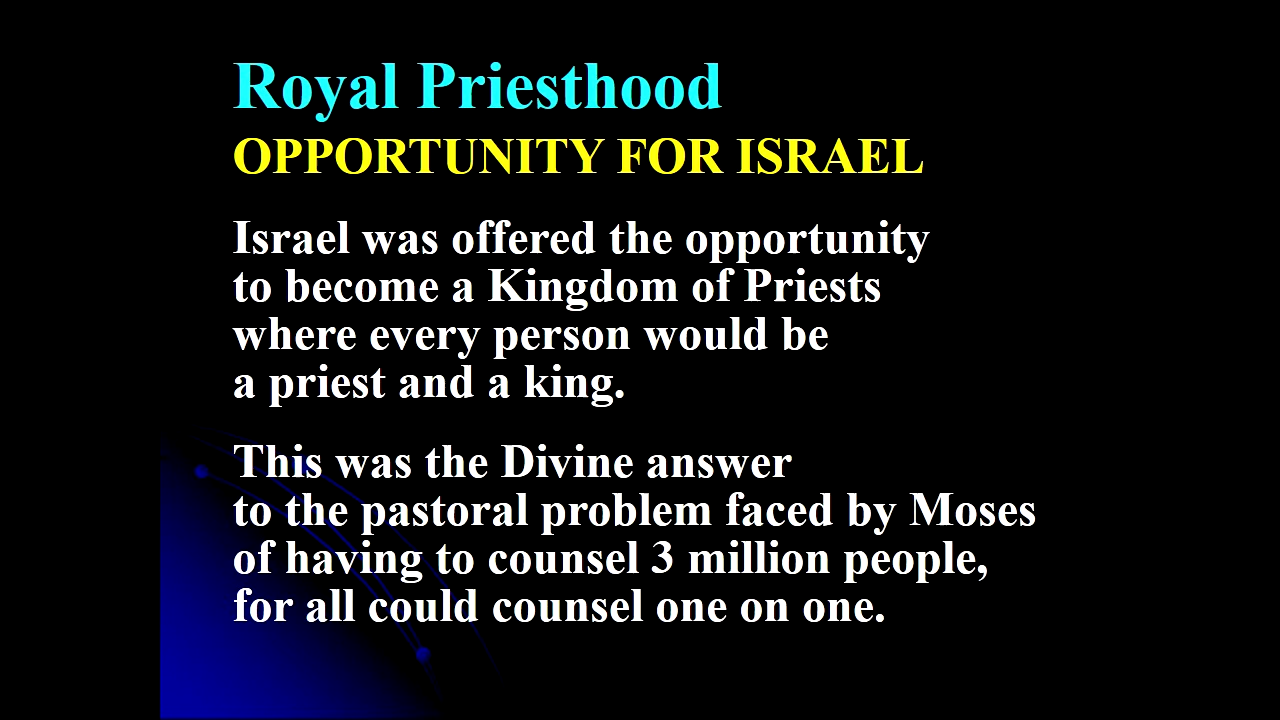 Royal Priesthood
OPPORTUNITY FOR ISRAEL
Israel was offered the opportunity
to become a Kingdom of Priests
where every person would be
a priest and a king.
This was the Divine answer
to the pastoral problem faced by Moses
of having to counsel 3 million people,
for all could counsel one on one.